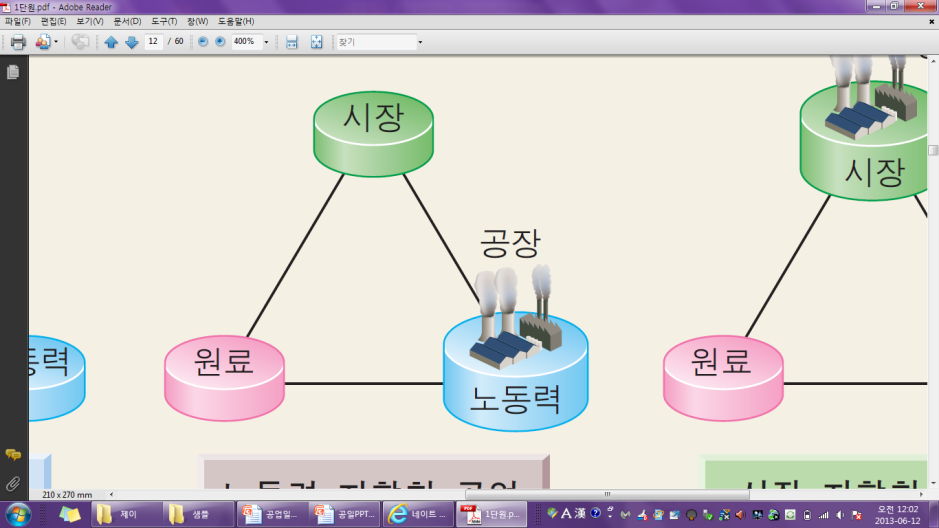 1단원.pdf - Adobe Reader
파일(F) 편집(E) 보기(V) 문서(D) 도구(T) 창(W) 도움말(H)
12 / 60 400% 찾기
시장
시장
공장
동력
원료
노동력
원료
노동력 지향형 공업
시장 지향형
210 x 270 mm
제이 샘플 공업일... 공일PPT... 네이트 ... 1단원.p... A 漢 오전 12:02
2013-06-12